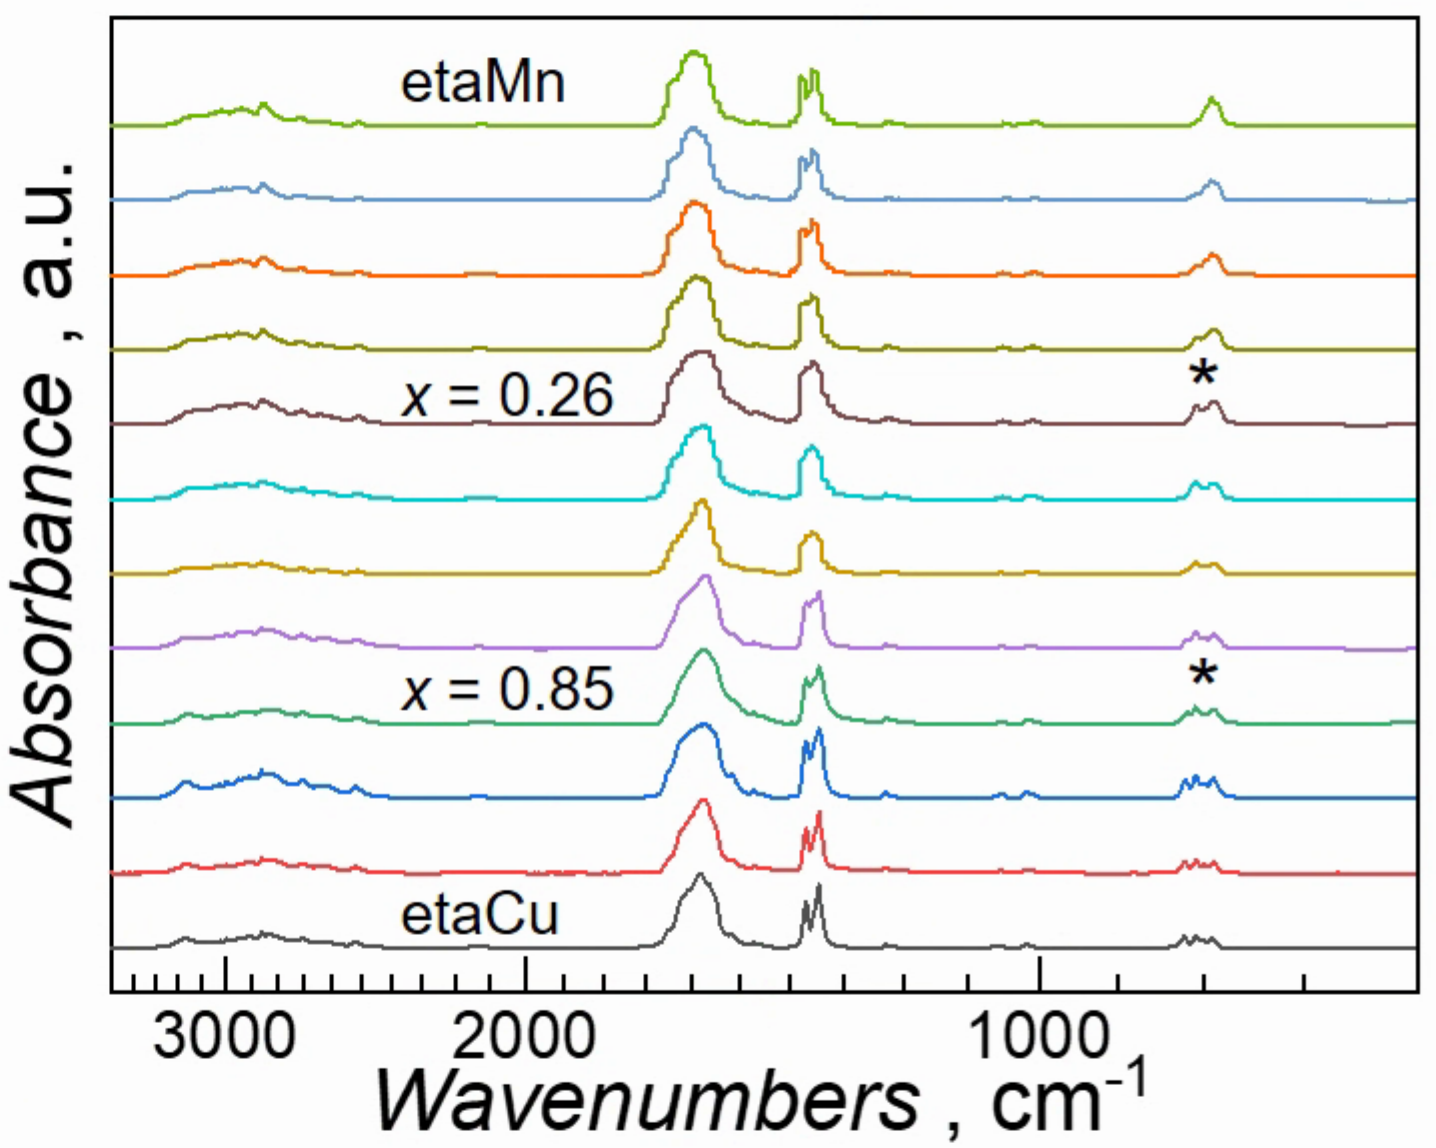 etaMn
Absorbance , a.u.
*
x = 0.26
*
x = 0.85
etaCu
3000 2000 1000
Wavenumbers , cm-1